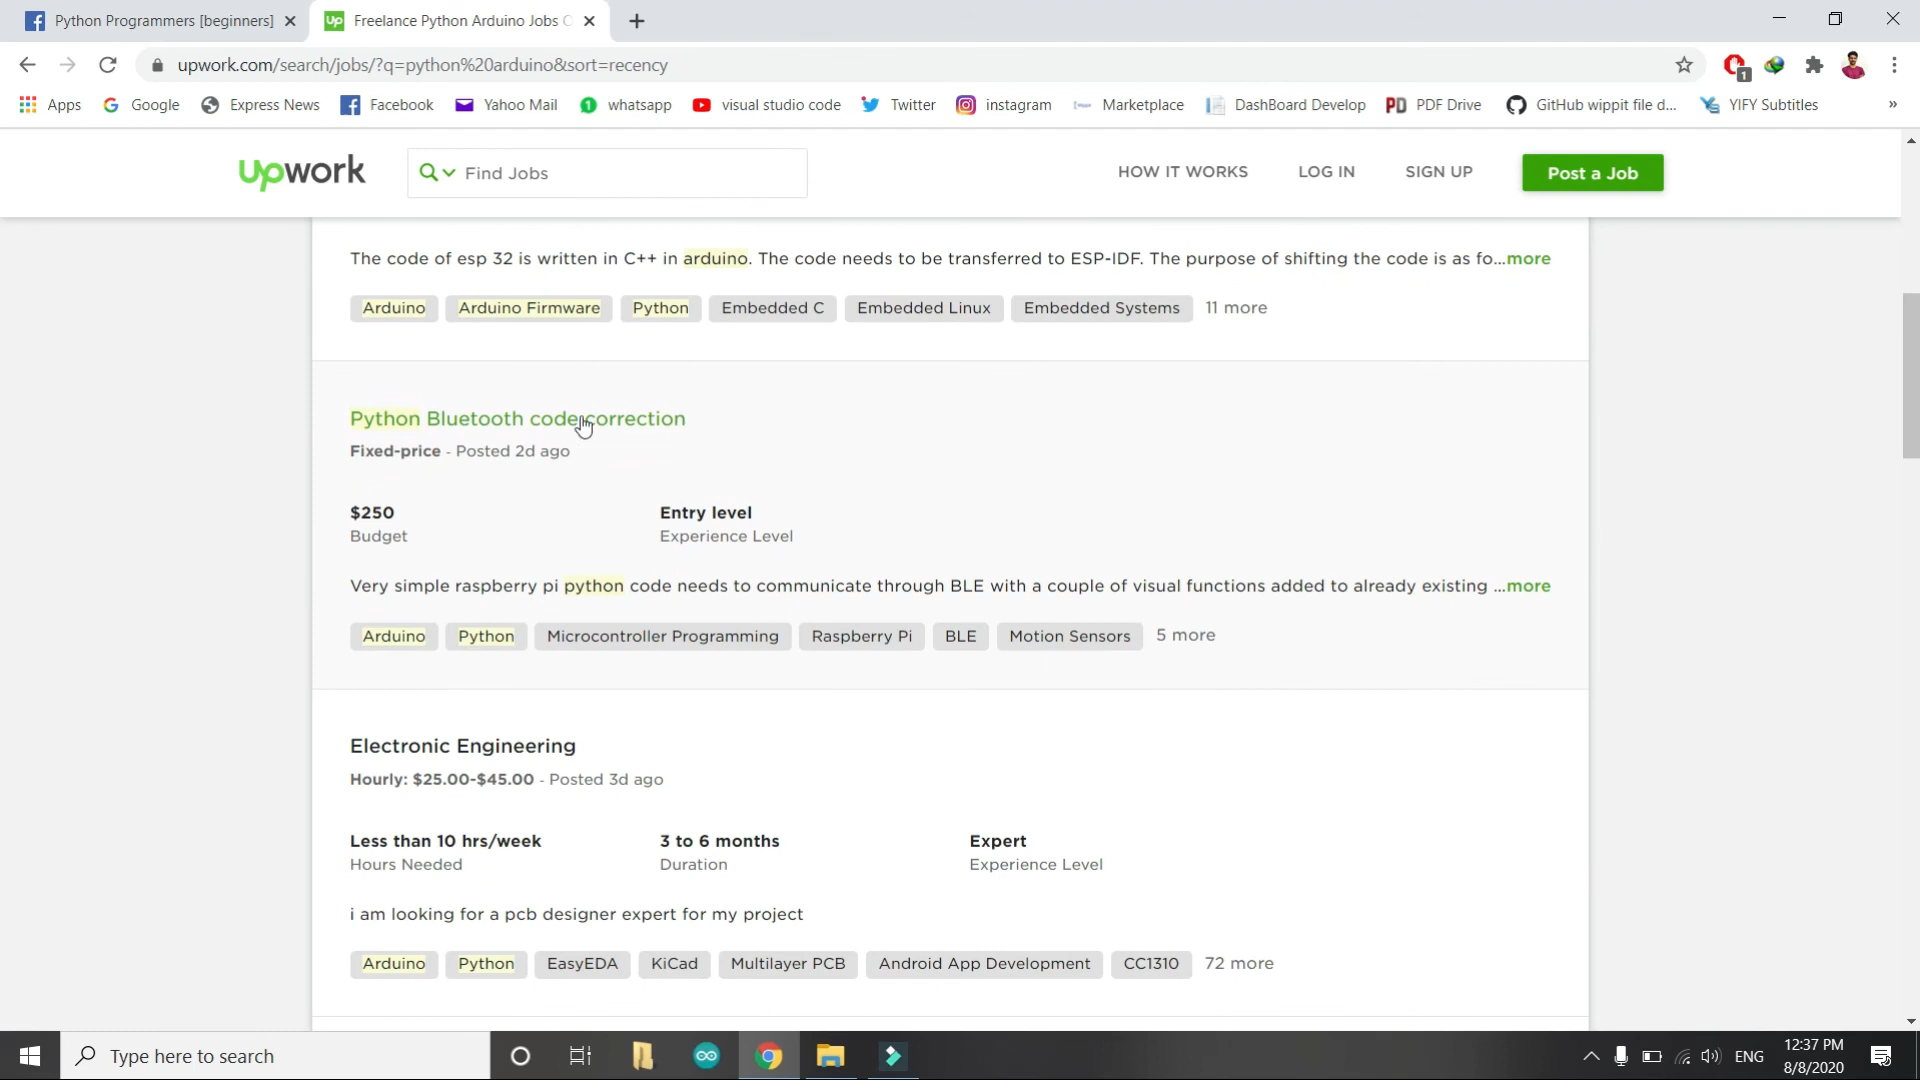 Python Programmers [beginners]
Freelance Python Arduino Jobs O
upwork.com/search/jobs/?q=python%20arduino&sort=recency
1
Apps Google Express News Facebook Yahoo Mail 1 whatsapp visual studio code Twitter instagram Marketplace DashBoard Develop PD PDF Drive GitHub wippit file d... YIFY Subtitles »
upwork Find Jobs HOW IT WORKS LOG IN SIGN UP Post a Job
The code of esp 32 is written in C++ in arduino. The code needs to be transferred to ESP-IDF. The purpose of shifting the code is as fo...more
Arduino Arduino Firmware Python Embedded C Embedded Linux Embedded Systems 11 more
Python Bluetooth code correction
Fixed-price - Posted 2d ago
$250 Entry level
Budget Experience Level
Very simple raspberry pi python code needs to communicate through BLE with a couple of visual functions added to already existing ...more
Arduino Python Microcontroller Programming Raspberry Pi BLE Motion Sensors 5 more
Electronic Engineering
Hourly: $25.00-$45.00 - Posted 3d ago
Less than 10 hrs/week 3 to 6 months Expert
Hours Needed Duration Experience Level
i am looking for a pcb designer expert for my project
Arduino Python EasyEDA KiCad Multilayer PCB Android App Development CC1310 72 more
Type here to search
ENG
12:37 PM
8/8/2020